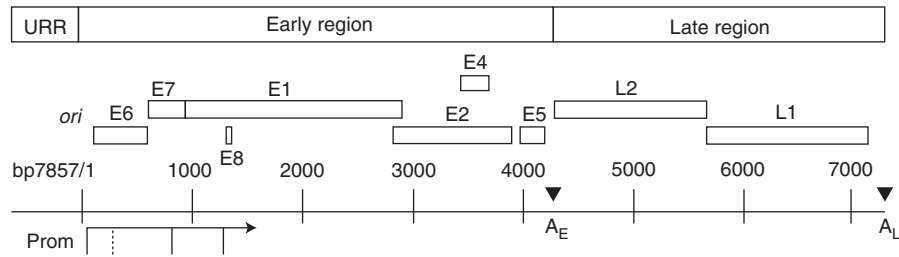 URR Early region Late region
E4
E7 E1 L2
ori E6 E2 E5 L1
E8
bp7857/1 1000 2000 3000 4000 5000 6000 7000
A_E A_L
Prom